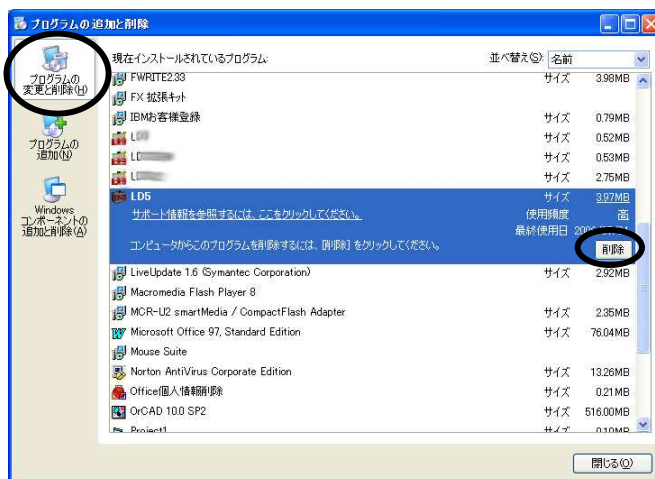 プログラムの追加と削除
プログラムの
変更と削除(H)
プログラムの
追加(N)
Windows
コンポーネントの
追加と削除(A)
現在インストールされているプログラム:
並べ替え(S): 名前
FWRITE2.33 サイズ 3.98MB
FX 拡張キット
IBMお客様登録 サイズ 0.79MB
サイズ 0.52MB
サイズ 0.53MB
サイズ 2.75MB
LD5 サイズ 3.97MB
サポート情報を参照するには、ここをクリックしてください。 使用頻度 高
最終使用日
コンピュータからこのプログラムを削除するには、[削除] をクリックしてください。 削除
LiveUpdate 1.6 (Symantec Corporation) サイズ 2.92MB
Macromedia Flash Player 8
MCR-U2 smartMedia / CompactFlash Adapter サイズ 2.35MB
Microsoft Office 97, Standard Edition サイズ 76.04MB
Mouse Suite
Norton AntiVirus Corporate Edition サイズ 13.26MB
Office個人情報削除 サイズ 0.21MB
OrCAD 10.0 SP2 サイズ 516.00MB
Project1 サイズ 0.10MB
閉じる(O)